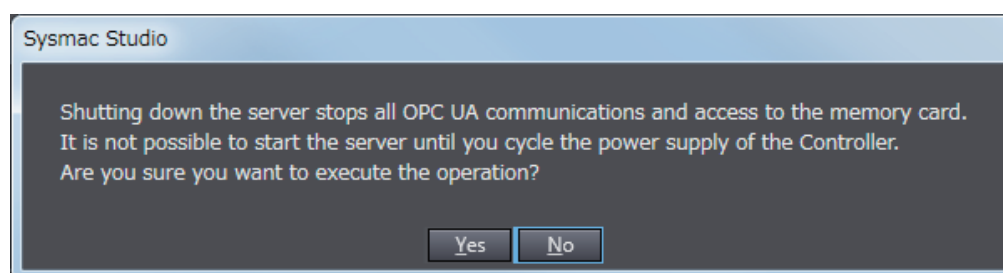 Sysmac Studio
Shutting down the server stops all OPC UA communications and access to the memory card.
It is not possible to start the server until you cycle the power supply of the Controller.
Are you sure you want to execute the operation?
Yes No